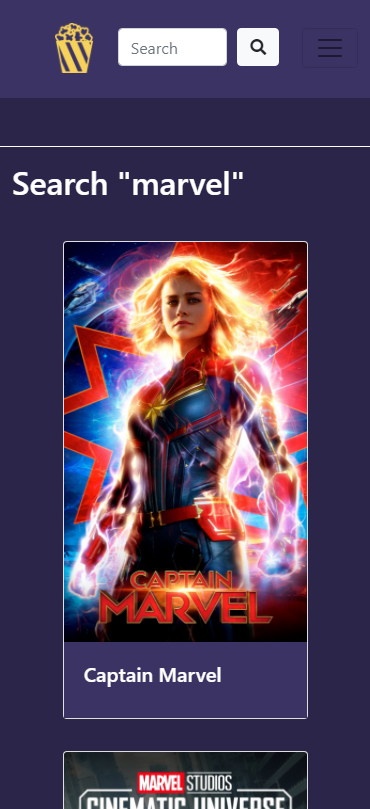 Search
Search "marvel"
CAPTAIN
MARVEL
Captain Marvel
MARVEL STUDIOS
CINEMATIC UNIVERSE